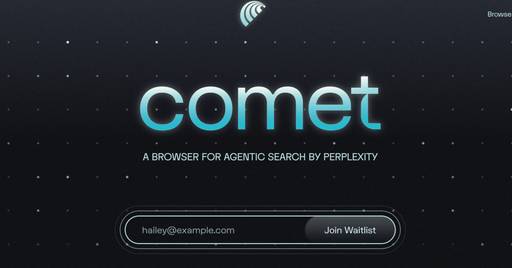 Browse
comet
A BROWSER FOR AGENTIC SEARCH BY PERPLEXITY
hailey@example.com
Join Waitlist